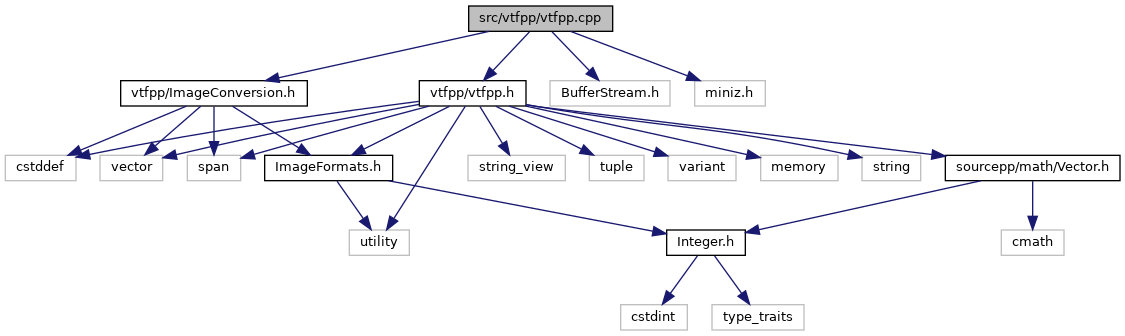 src/vtfpp/vtfpp.cpp
vtfpp/ImageConversion.h
vtfpp/vtfpp.h
BufferStream.h
miniz.h
cstddef
vector
span
ImageFormats.h
string_view
tuple
variant
memory
string
sourcepp/math/Vector.h
utility
Integer.h
cmath
cstdint
type_traits